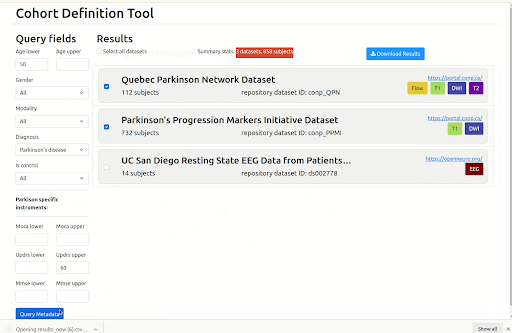 Cohort Definition Tool
Query fields
Age lower Age upper
50
Gender
All
Modality
All
Diagnosis
Parkinson's disease
Is control
All
Parkison specific
instruments:
Moca lower Moca upper
Updrs lower Updrs upper
60
Mmse lower Mmse upper
Query Metadata
Results
Select all datasets
Summary stats: datasets, 858 subjects
Download Results
Quebec Parkinson Network Dataset
https://portal.conp.ca/
112 subjects repository dataset ID: conp_QPN
Flow T1 DWI T2
Parkinson's Progression Markers Initiative Dataset
https://portal.conp.ca/
732 subjects repository dataset ID: conp_PPMI
T1 DWI
UC San Diego Resting State EEG Data from Patients...
https://openneuro.org/
14 subjects repository dataset ID: ds002778
EEG
Opening results_new (6).csv...
Show all